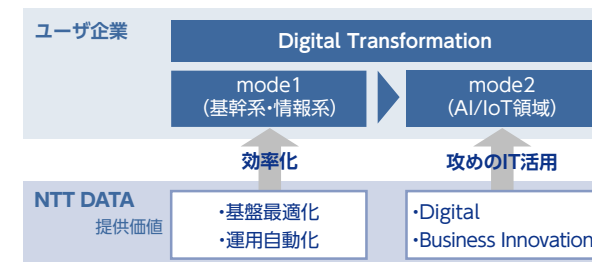 ユーザ企業
Digital Transformation
mode1
（基幹系・情報系）
mode2
（AI/IoT領域）
効率化
攻めのIT活用
NTT DATA
提供価値
・基盤最適化
・運用自動化
・Digital
・Business Innovation